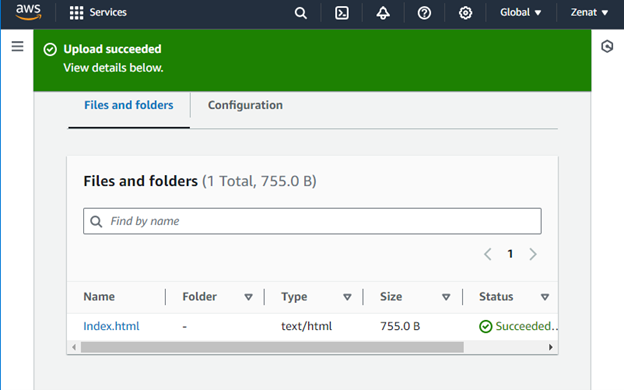 aws Services Global Zenat
Upload succeeded
View details below.
Files and folders Configuration
Files and folders (1 Total, 755.0 B)
Find by name
1
Name Folder Type Size Status
Index.html - text/html 755.0 B Succeeded..